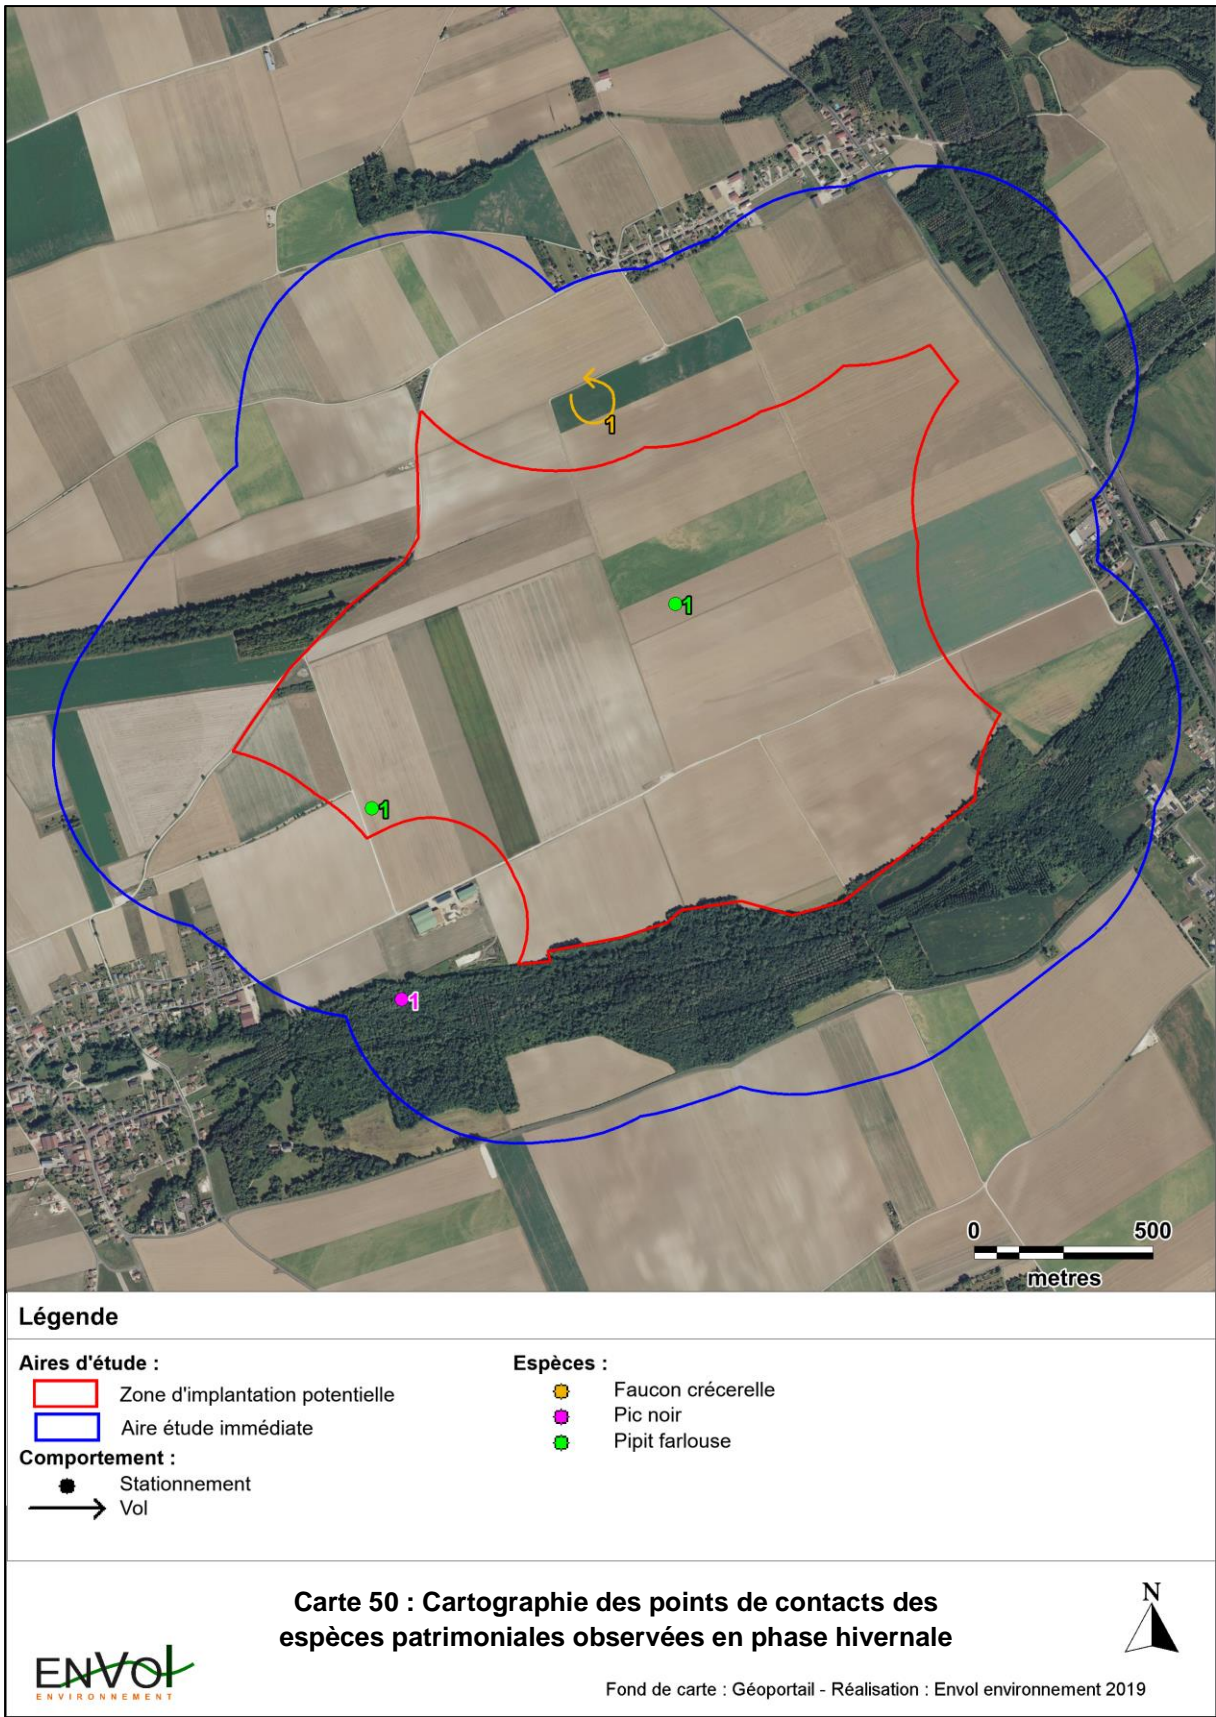 1
1
1
1
0 500
metres
Légende
Aires d'étude :
Zone d'implantation potentielle
Aire étude immédiate
Comportement :
Stationnement
Vol
Espèces :
Faucon crécerelle
Pic noir
Pipit farlouse
Carte 50 : Cartographie des points de contacts des
espèces patrimoniales observées en phase hivernale
N
ENVOl
ENVIRONNEMENT
Fond de carte : Géoportail - Réalisation : Envol environnement 2019